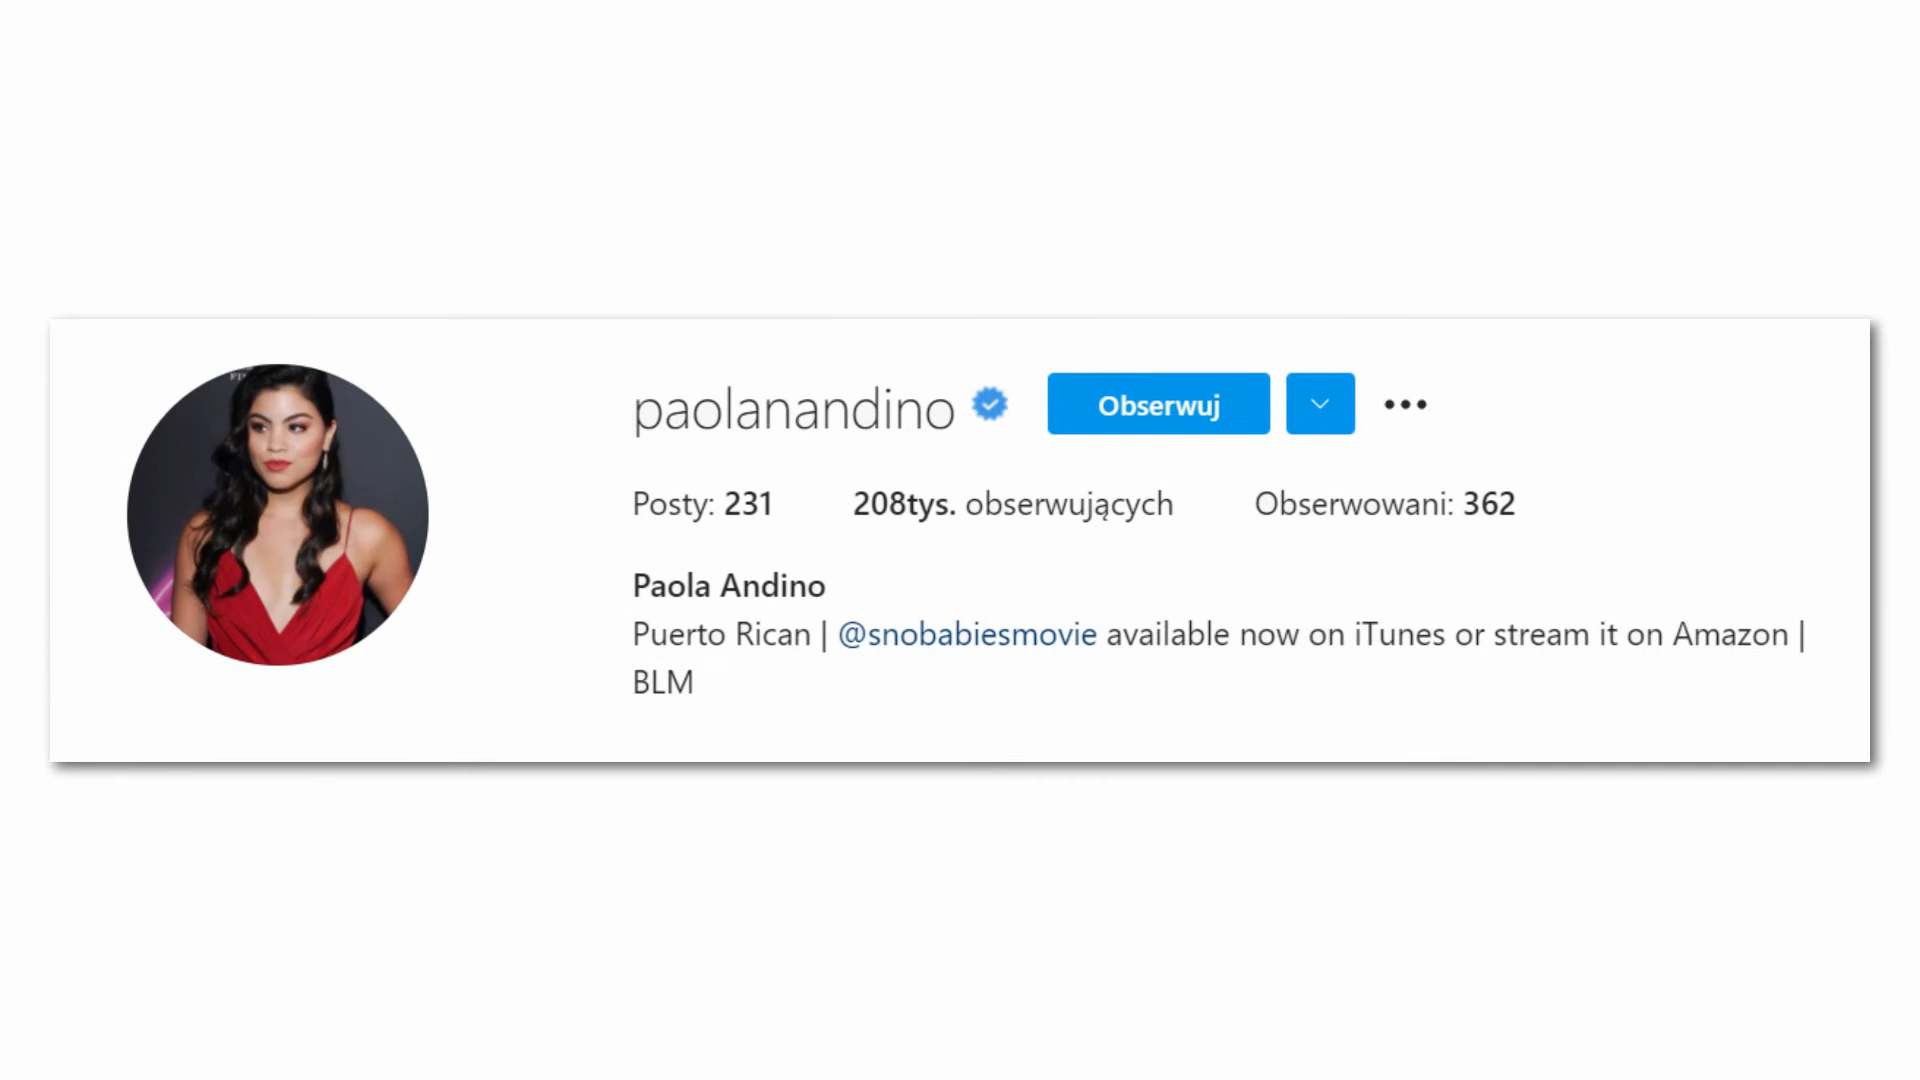 paolanandino
Obserwuj
Posty: 231
208tys. obserwujących
Obserwowani: 362
Paola Andino
Puerto Rican | @snobabiesmovie available now on iTunes or stream it on Amazon |
BLM